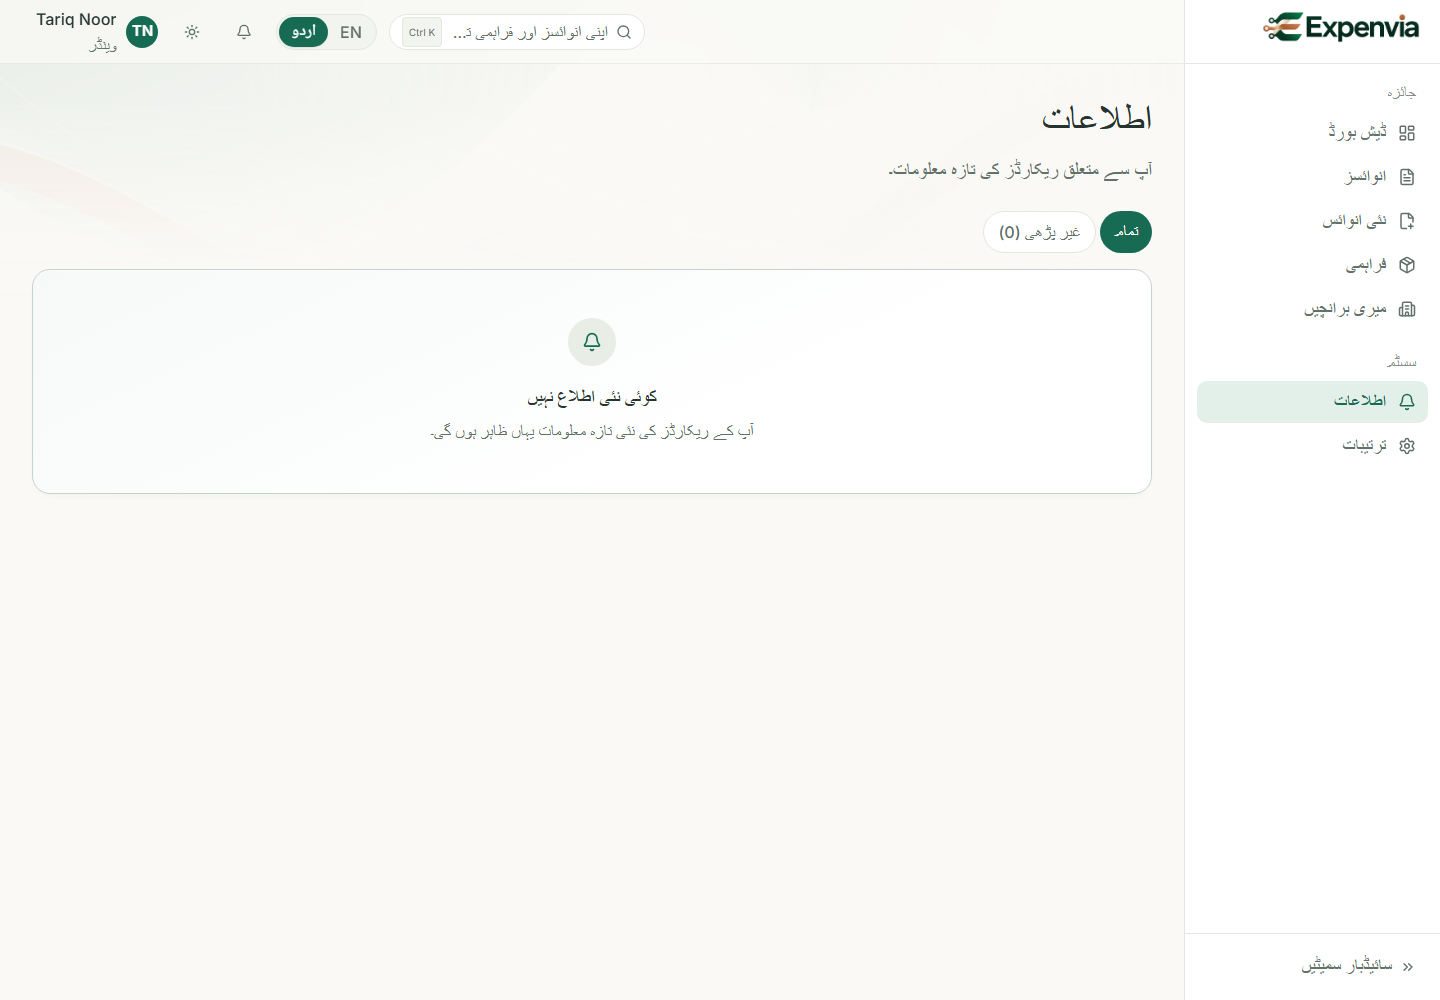 Expenvia
اپنی انوائسز اور فراہمی تـ...
Ctrl K
EN
اردو
TN
Tariq Noor
وینڈر
جائزہ
ڈیش بورڈ
انوائسز
نئی انوائس
فراہمی
میری برانچیں
سسٹم
اطلاعات
ترتیبات
سائیڈبار سمیٹیں
اطلاعات
آپ سے متعلق ریکارڈز کی تازہ معلومات۔
تمام
غیر پڑھی (0)
کوئی نئی اطلاع نہیں
آپ کے ریکارڈز کی نئی تازہ معلومات یہاں ظاہر ہوں گی۔